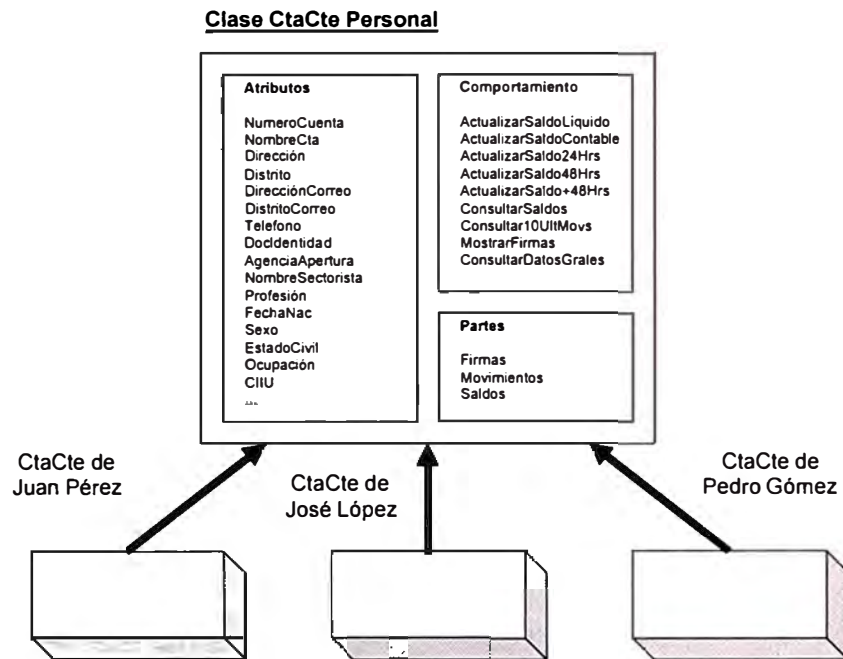 Clase CtaCte Personal
Atributos
NumeroCuenta
NombreCta
Dirección
Distrito
DirecciónCorreo
DistritoCorreo
Telefono
DocIdentidad
AgenciaApertura
NombreSectorista
Profesión
FechaNac
Sexo
EstadoCivil
Ocupación
CIIU
...
Comportamiento
ActualizarSaldoLiquido
ActualizarSaldoContable
ActualizarSaldo24Hrs
ActualizarSaldo48Hrs
ActualizarSaldo+48Hrs
ConsultarSaldos
Consultar10UltMovs
MostrarFirmas
ConsultarDatosGrales
Partes
Firmas
Movimientos
Saldos
CtaCte de
Juan Pérez
CtaCte de
José López
CtaCte de
Pedro Gómez